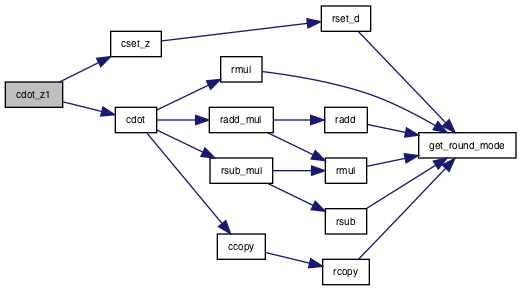 rset_d
cset_z
rmul
cdot_z1
cdot
radd_mul
radd
get_round_mode
rsub_mul
rmul
rsub
ccopy
rcopy